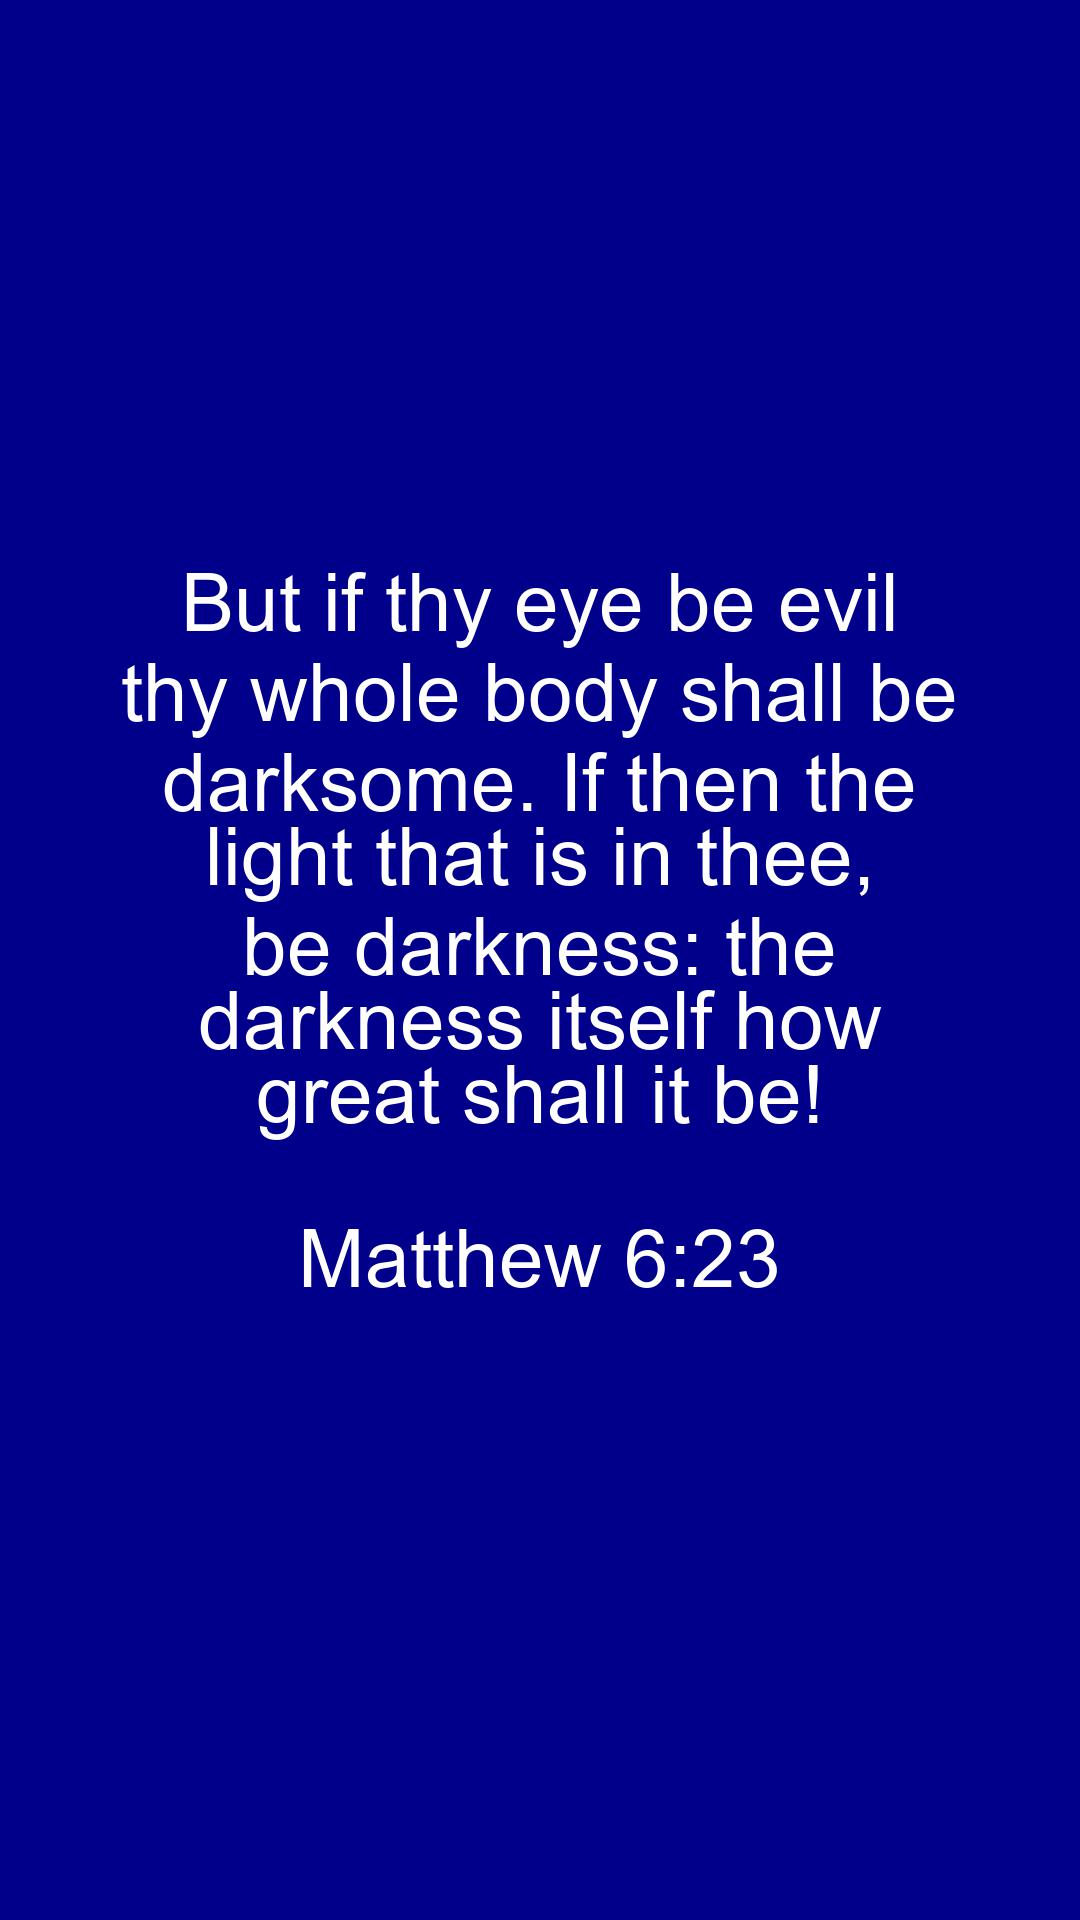 But if thy eye be evil
thy whole body shall be
darksome. If then the
light that is in thee,
be darkness: the
darkness itself how
great shall it be!
Matthew 6:23